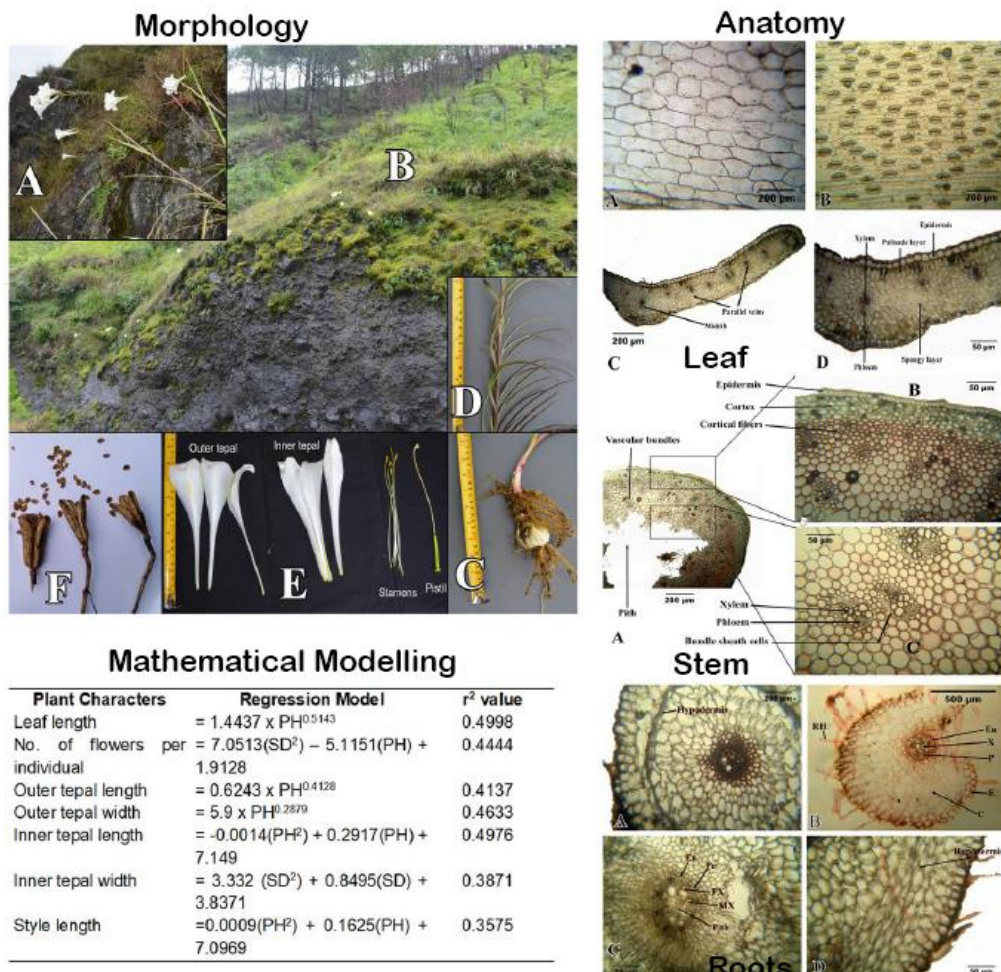 Morphology
A
B
D
Outer tepal
Inner tepal
Stamens
Pistil
F
E
C
Anatomy
A
200 µm
B
200 µm
Midrib
Parallel veins
200 µm
C
Xylem
Palisade layer
Epidermis
Phloem
Spongy layer
D
50 µm
Leaf
Epidermis
Cortex
Cortical fibers
Vascular bundles
Pith
200 µm
A
B
50 µm
50 µm
Xylem
Phloem
Bundle sheath cells
C
Stem
Hypodermis
200 µm
A
500 µm
RH
En
X
P
E
C
B
En
Pe
PX
MX
Pith
C
Hypodermis
D
Roots
Mathematical Modelling
Plant Characters Regression Model r² value
Leaf length = 1.4437 x PH^0.5143 0.4998
No. of flowers per = 7.0513(SD²) – 5.1151(PH) + 0.4444
individual 1.9128
Outer tepal length = 0.6243 x PH^0.4128 0.4137
Outer tepal width = 5.9 x PH^0.2879 0.4633
Inner tepal length = -0.0014(PH²) + 0.2917(PH) + 0.4976
7.149
Inner tepal width = 3.332 (SD²) + 0.8495(SD) + 0.3871
3.8371
Style length =0.0009(PH²) + 0.1625(PH) + 0.3575
7.0969